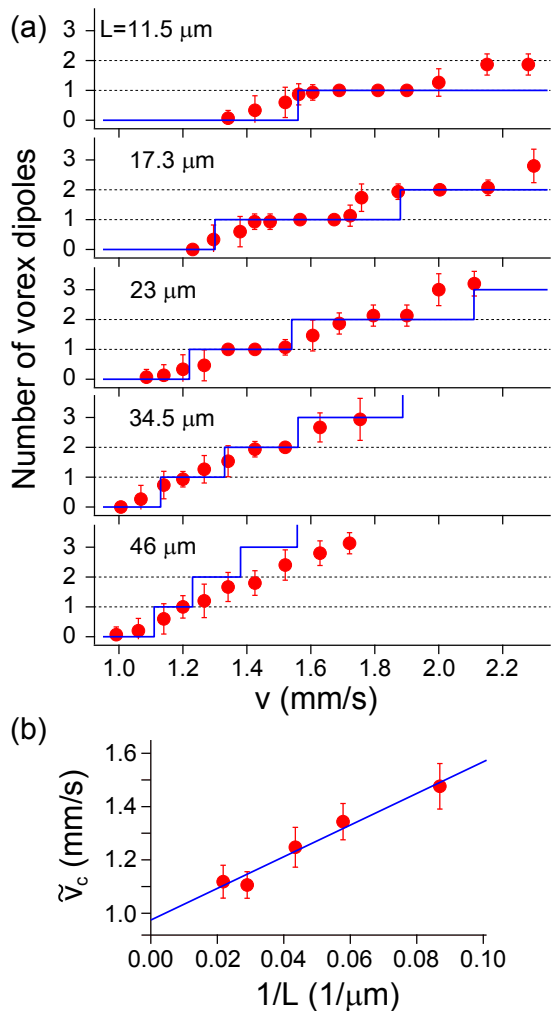 (a)
L=11.5 μm
3
2
1
0
17.3 μm
3
2
1
0
23 μm
3
2
1
0
34.5 μm
3
2
1
0
46 μm
3
2
1
0
Number of vorex dipoles
1.0 1.2 1.4 1.6 1.8 2.0 2.2
v (mm/s)
(b)
1.6
1.4
1.2
1.0
ṽc (mm/s)
0.00 0.02 0.04 0.06 0.08 0.10
1/L (1/μm)